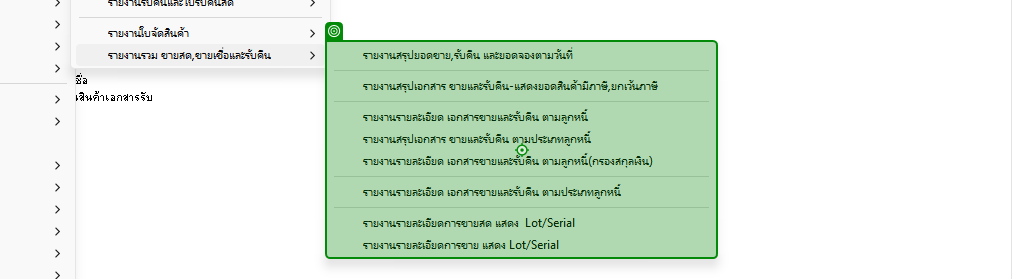 รายงานรับคืนและใบรับคืนสด
รายงานใบจัดสินค้า
รายงานรวม ขายสด,ขายเชื่อและรับคืน
ชื่อ
นสินค้าเอกสารรับ
รายงานสรุปยอดขาย,รับคืน และยอดจองตามวันที่
รายงานสรุปเอกสาร ขายและรับคืน-แสดงยอดสินค้ามีภาษี,ยกเว้นภาษี
รายงานรายละเอียด เอกสารขายและรับคืน ตามลูกหนี้
รายงานสรุปเอกสาร ขายและรับคืน ตามประเภทลูกหนี้
รายงานรายละเอียด เอกสารขายและรับคืน ตามลูกหนี้(กรองสกุลเงิน)
รายงานรายละเอียด เอกสารขายและรับคืน ตามประเภทลูกหนี้
รายงานรายละเอียดการขายสด แสดง Lot/Serial
รายงานรายละเอียดการขาย แสดง Lot/Serial